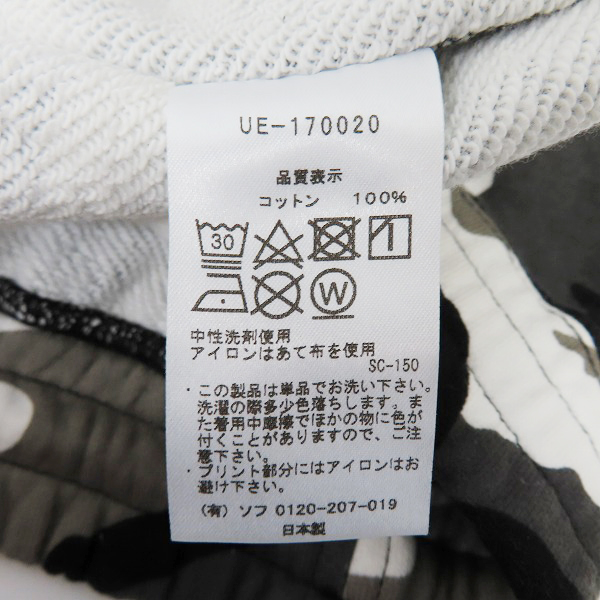 UE-170020
品質表示
コットン 100%
30
W
中性洗剤使用
アイロンはあて布を使用
SC-150
・この製品は単品でお洗い下さい。
洗濯の際多少色落ちします。ま
た着用中摩擦でほかの物に色が
付くことがありますので、ご注
意下さい。
・プリント部分にはアイロンはお
避け下さい。
(有) ソフ 0120-207-019
日本製